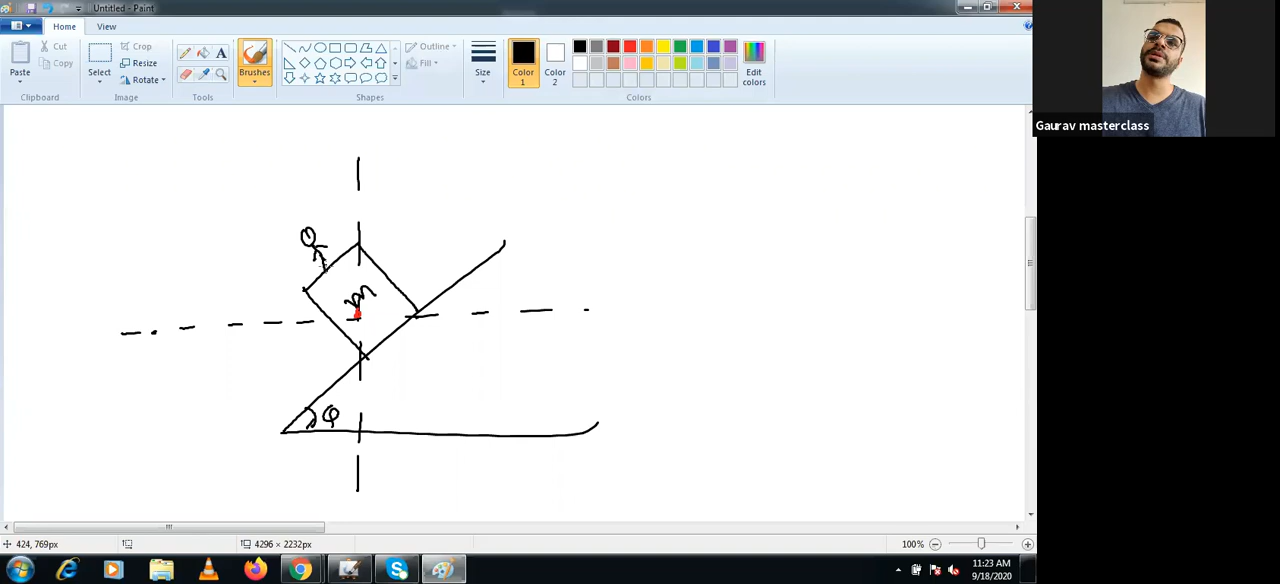 Untitled - Paint
Home View
Paste
Cut
Copy
Clipboard
Select
Crop
Resize
Rotate
Image
A
Tools
Brushes
Outline
Fill
Shapes
Size
Color
1
Color
2
Edit
colors
Colors
Gaurav masterclass
m
φ
424, 769px
4296 × 2232px
100%
11:23 AM
9/18/2020